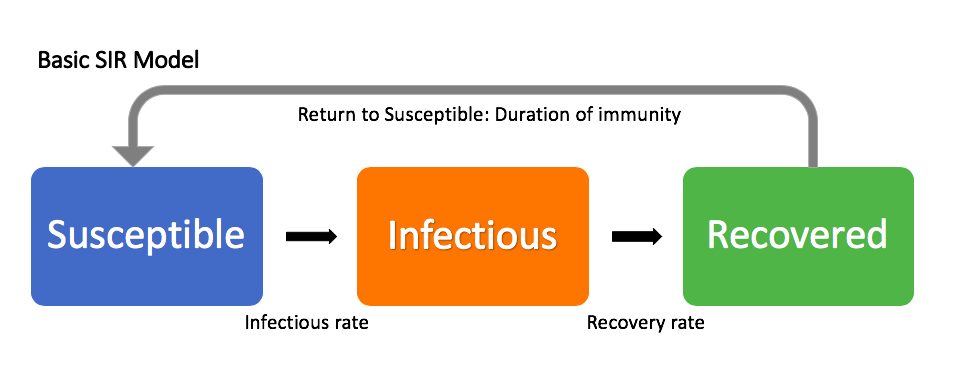 Basic SIR Model
Return to Susceptible: Duration of immunity
Susceptible
Infectious
Recovered
Infectious rate
Recovery rate